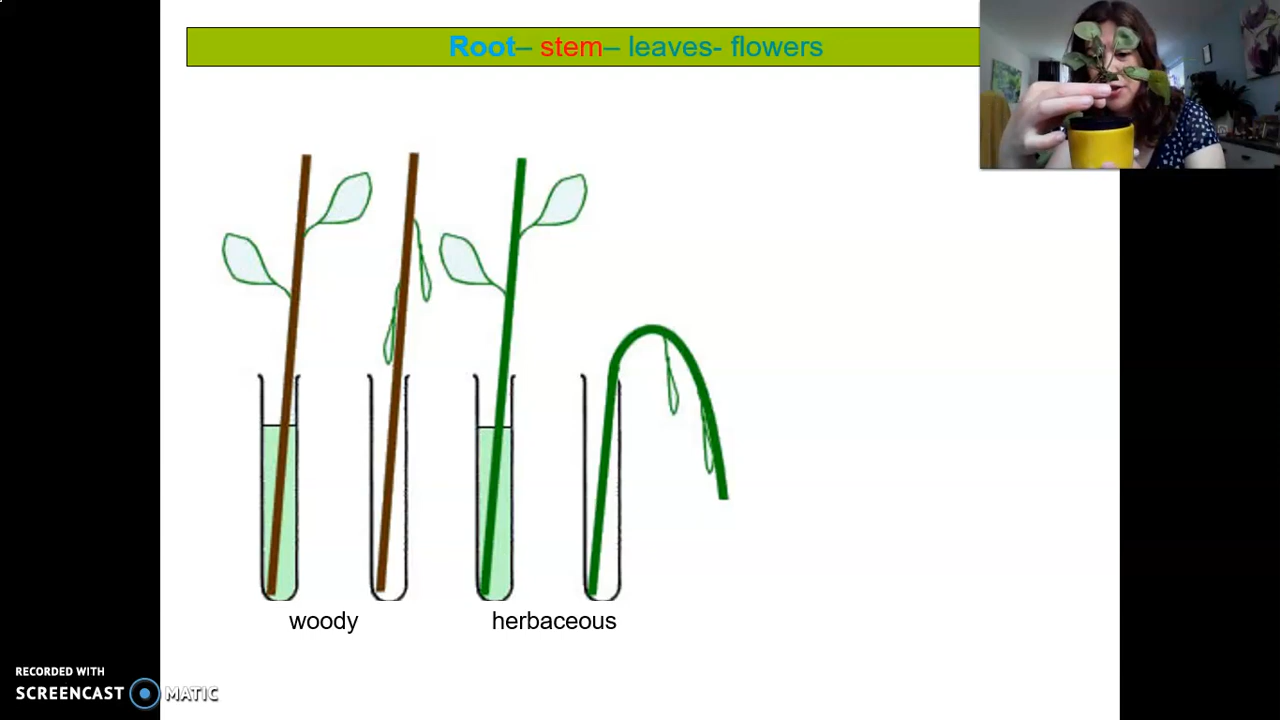 Root– stem– leaves- flowers
woody
herbaceous
RECORDED WITH
SCREENCAST MATIC